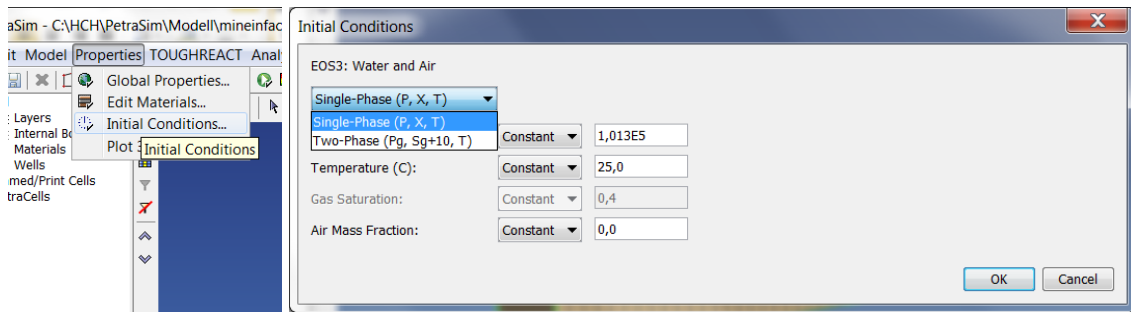 aSim - C:\HCH\PetraSim\Modell\mineinfac
it Model Properties TOUGHREACT Anal
Global Properties...
Edit Materials...
Initial Conditions...
Plot 3
Initial Conditions
Layers
Internal Bo
Materials
Wells
med/Print Cells
traCells
Initial Conditions
EOS3: Water and Air
Single-Phase (P, X, T)
Single-Phase (P, X, T)
Two-Phase (Pg, Sg+10, T)
Constant 1,013E5
Temperature (C): Constant 25,0
Gas Saturation: Constant 0,4
Air Mass Fraction: Constant 0,0
OK Cancel